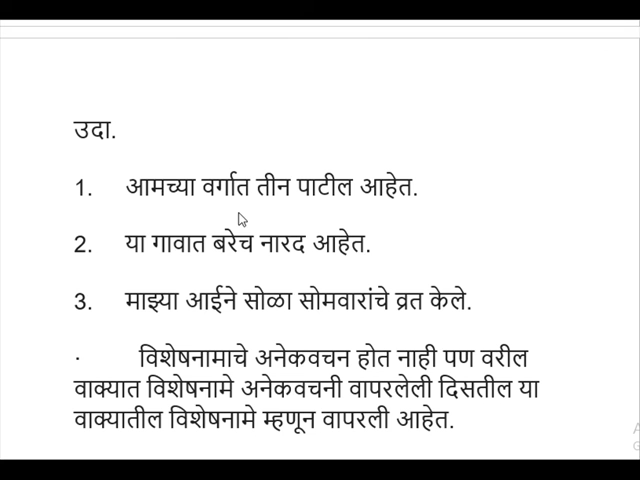 उदा.
1. आमच्या वर्गात तीन पाटील आहेत.
2. या गावात बरेच नारद आहेत.
3. माझ्या आईने सोळा सोमवारांचे व्रत केले.
· विशेषनामाचे अनेकवचन होत नाही पण वरील
वाक्यात विशेषनामे अनेकवचनी वापरलेली दिसतील या
वाक्यातील विशेषनामे म्हणून वापरली आहेत.